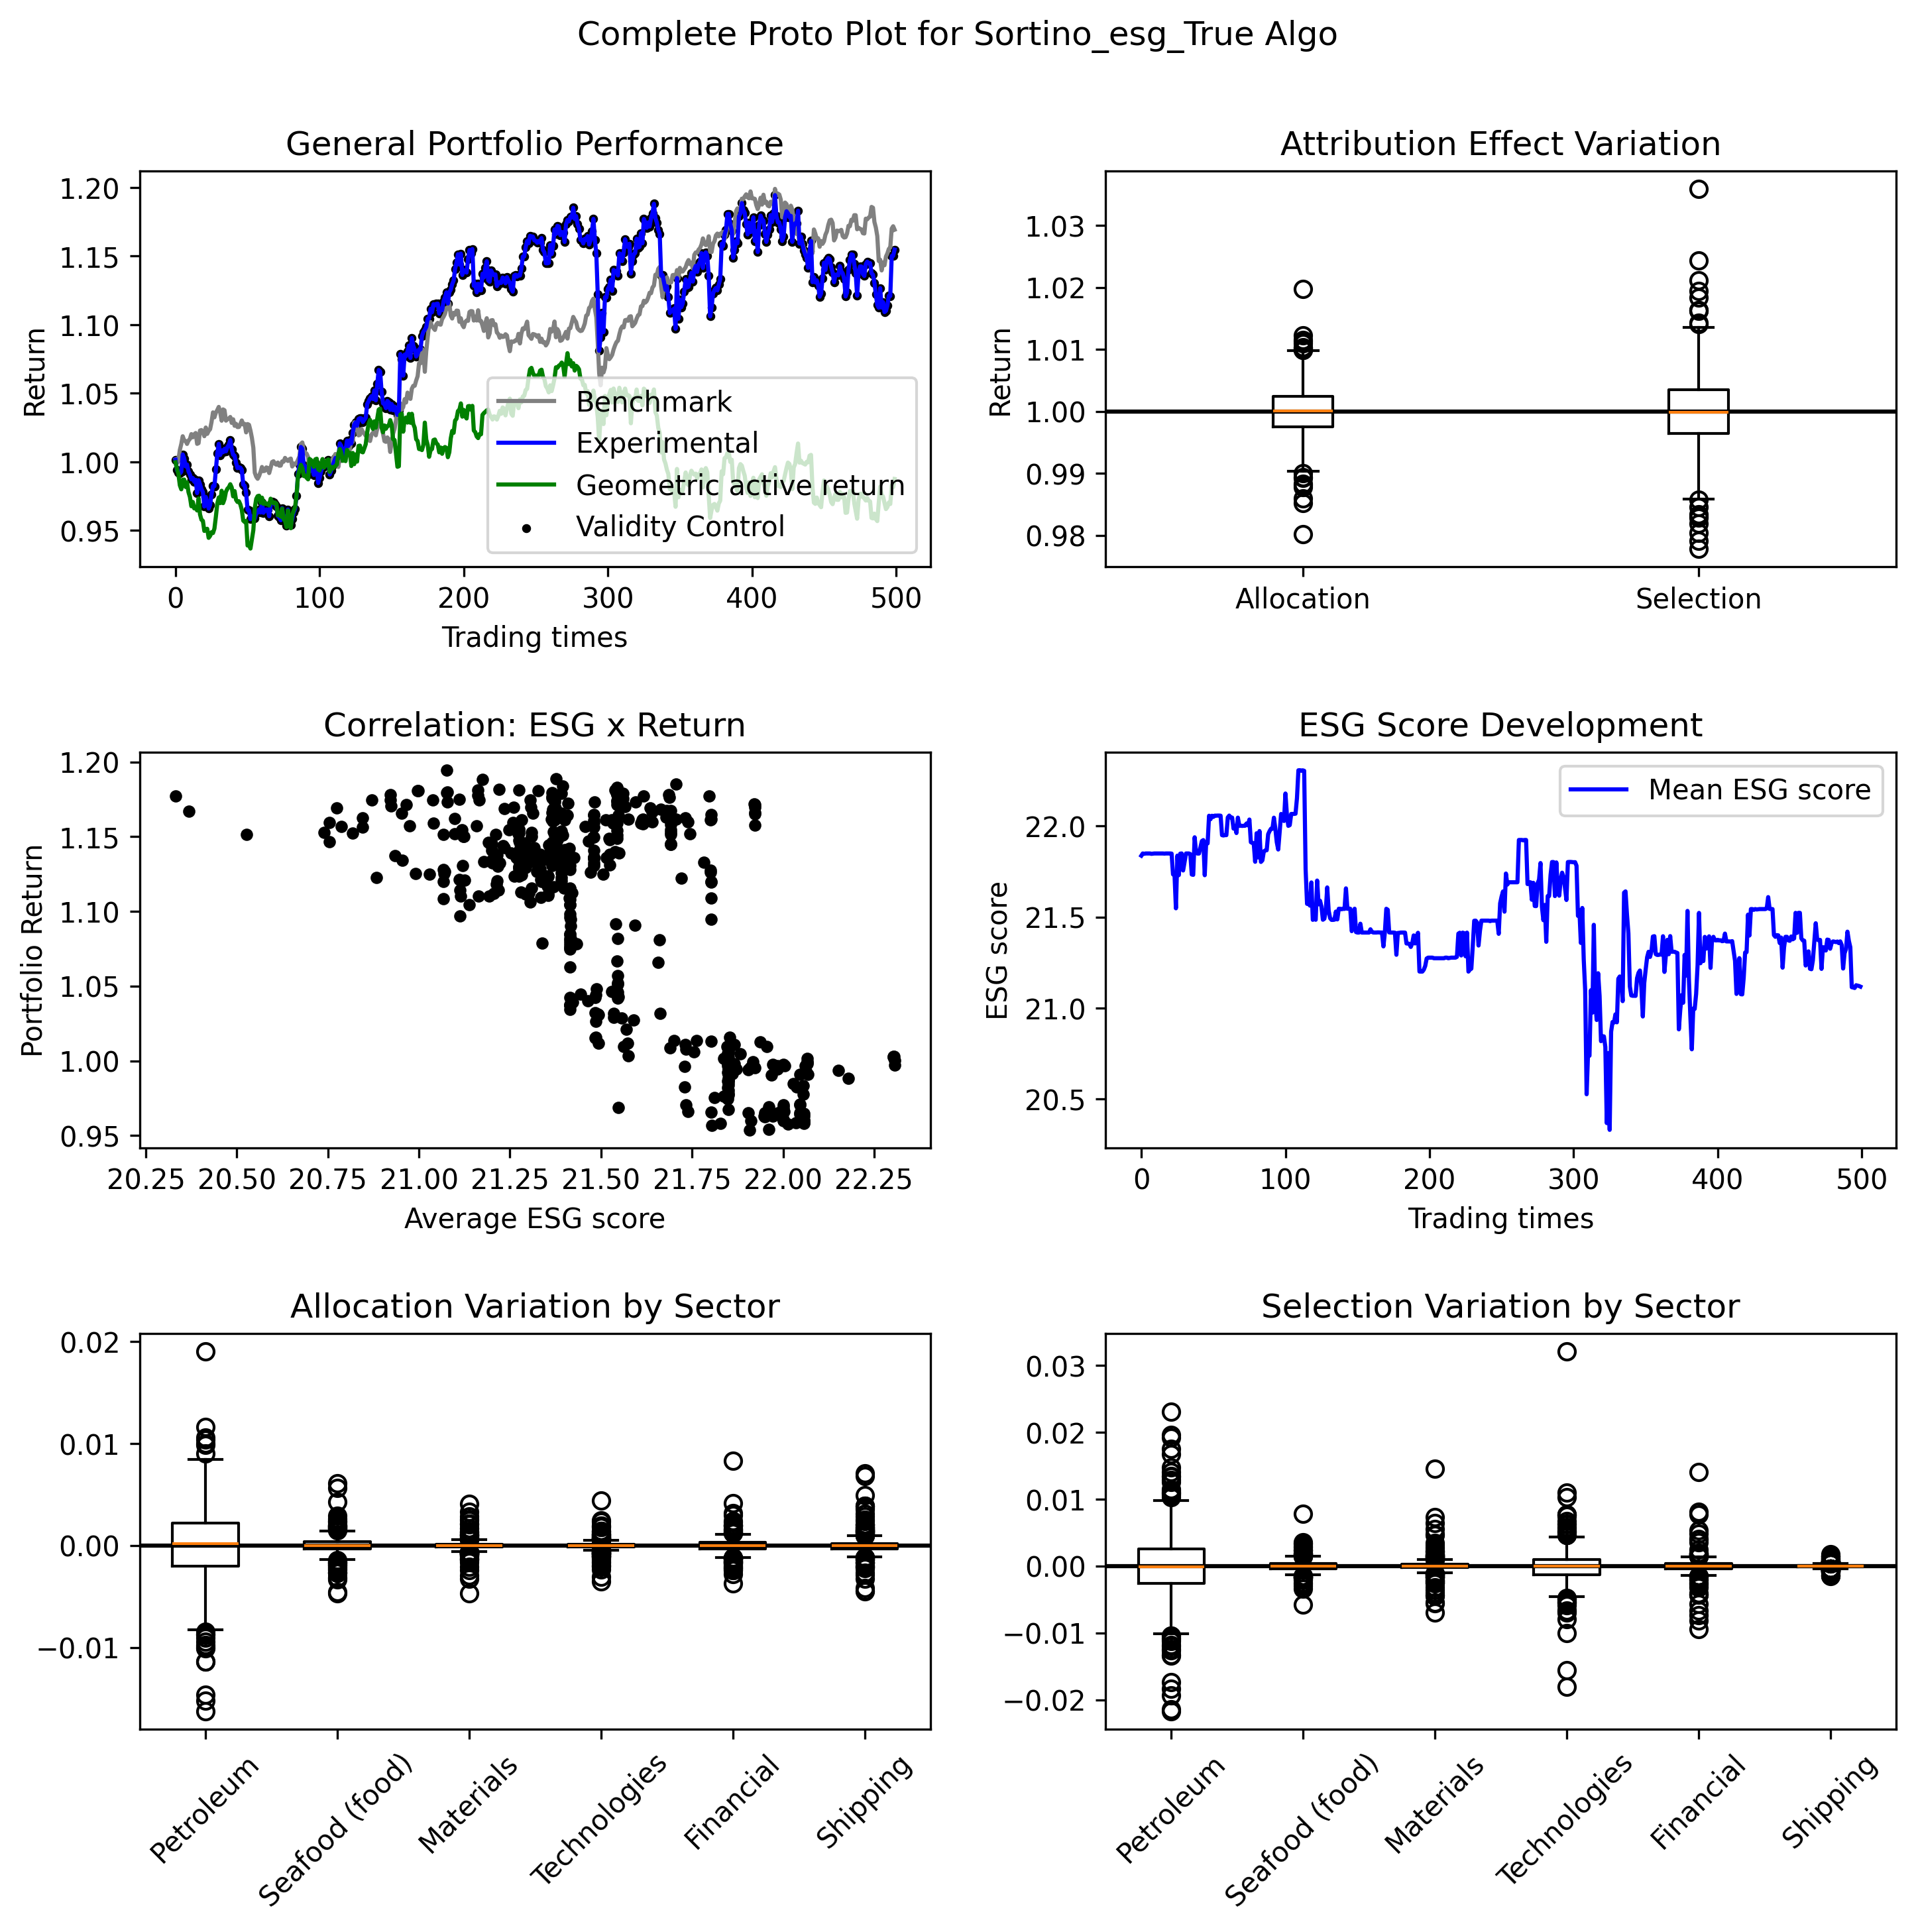 Complete Proto Plot for Sortino_esg_True Algo
General Portfolio Performance
Return
1.20
1.15
1.10
1.05
1.00
0.95
Benchmark
Experimental
Geometric active return
Validity Control
0 100 200 300 400 500
Trading times
Attribution Effect Variation
Return
1.03
1.02
1.01
1.00
0.99
0.98
Allocation Selection
Correlation: ESG x Return
Portfolio Return
1.20
1.15
1.10
1.05
1.00
0.95
20.25 20.50 20.75 21.00 21.25 21.50 21.75 22.00 22.25
Average ESG score
ESG Score Development
ESG score
22.0
21.5
21.0
20.5
Mean ESG score
0 100 200 300 400 500
Trading times
Allocation Variation by Sector
0.02
0.01
0.00
−0.01
Petroleum
Seafood (food)
Materials
Technologies
Financial
Shipping
Selection Variation by Sector
0.03
0.02
0.01
0.00
−0.01
−0.02
Petroleum
Seafood (food)
Materials
Technologies
Financial
Shipping